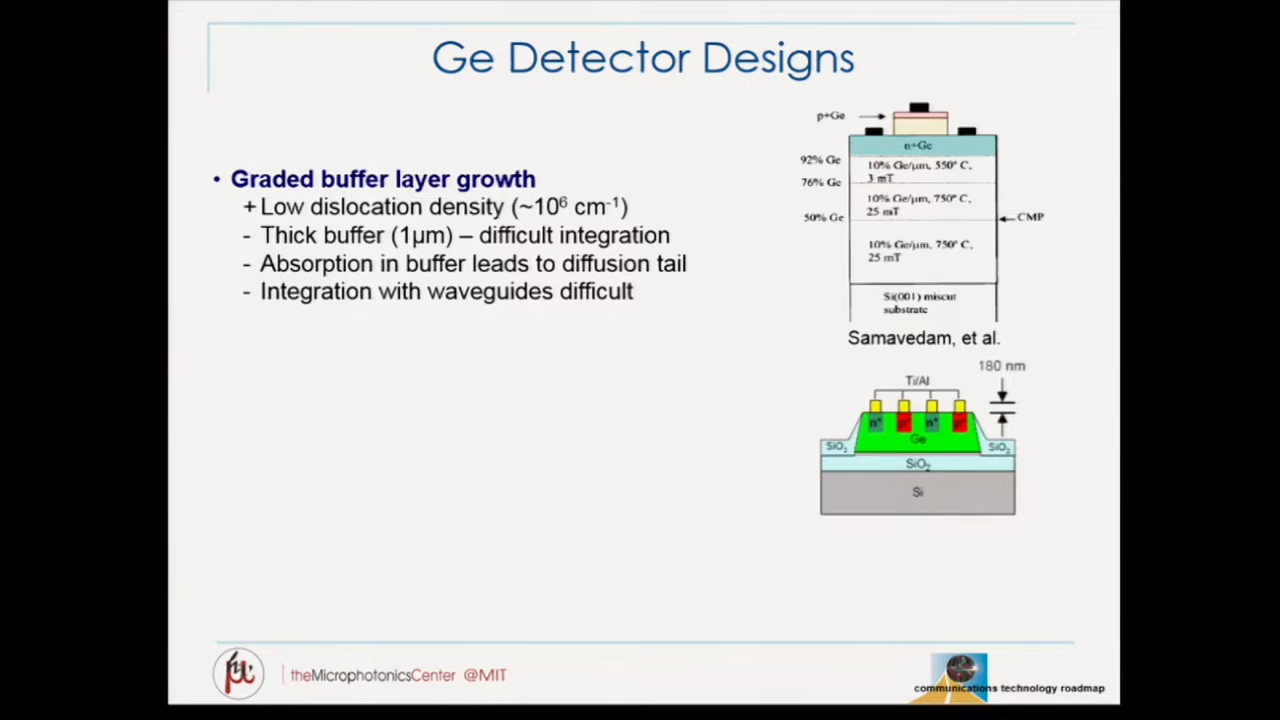 Ge Detector Designs
• Graded buffer layer growth
+ Low dislocation density (~10⁶ cm⁻¹)
- Thick buffer (1µm) – difficult integration
- Absorption in buffer leads to diffusion tail
- Integration with waveguides difficult
p+Ge
n+Ge
92% Ge
10% Ge/µm, 550° C,
3 mT
76% Ge
10% Ge/µm, 750° C,
25 mT
50% Ge
CMP
10% Ge/µm, 750° C,
25 mT
Si(001) miscut
substrate
Samavedam, et al.
180 nm
Ti/Al
n⁺ p⁺ n⁺ p⁺
Ge
SiO₂ SiO₂
SiO₂
Si
theMicrophotonicsCenter @MIT
communications technology roadmap